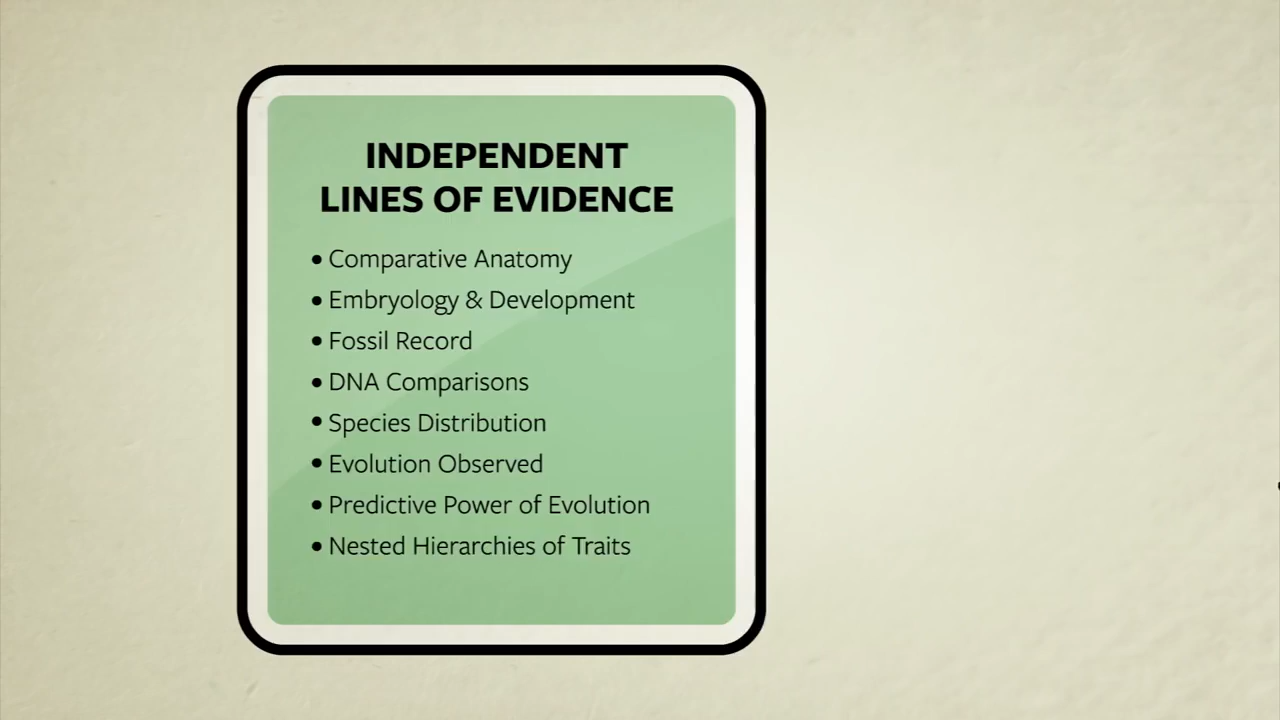 INDEPENDENT
LINES OF EVIDENCE
• Comparative Anatomy
• Embryology & Development
• Fossil Record
• DNA Comparisons
• Species Distribution
• Evolution Observed
• Predictive Power of Evolution
• Nested Hierarchies of Traits